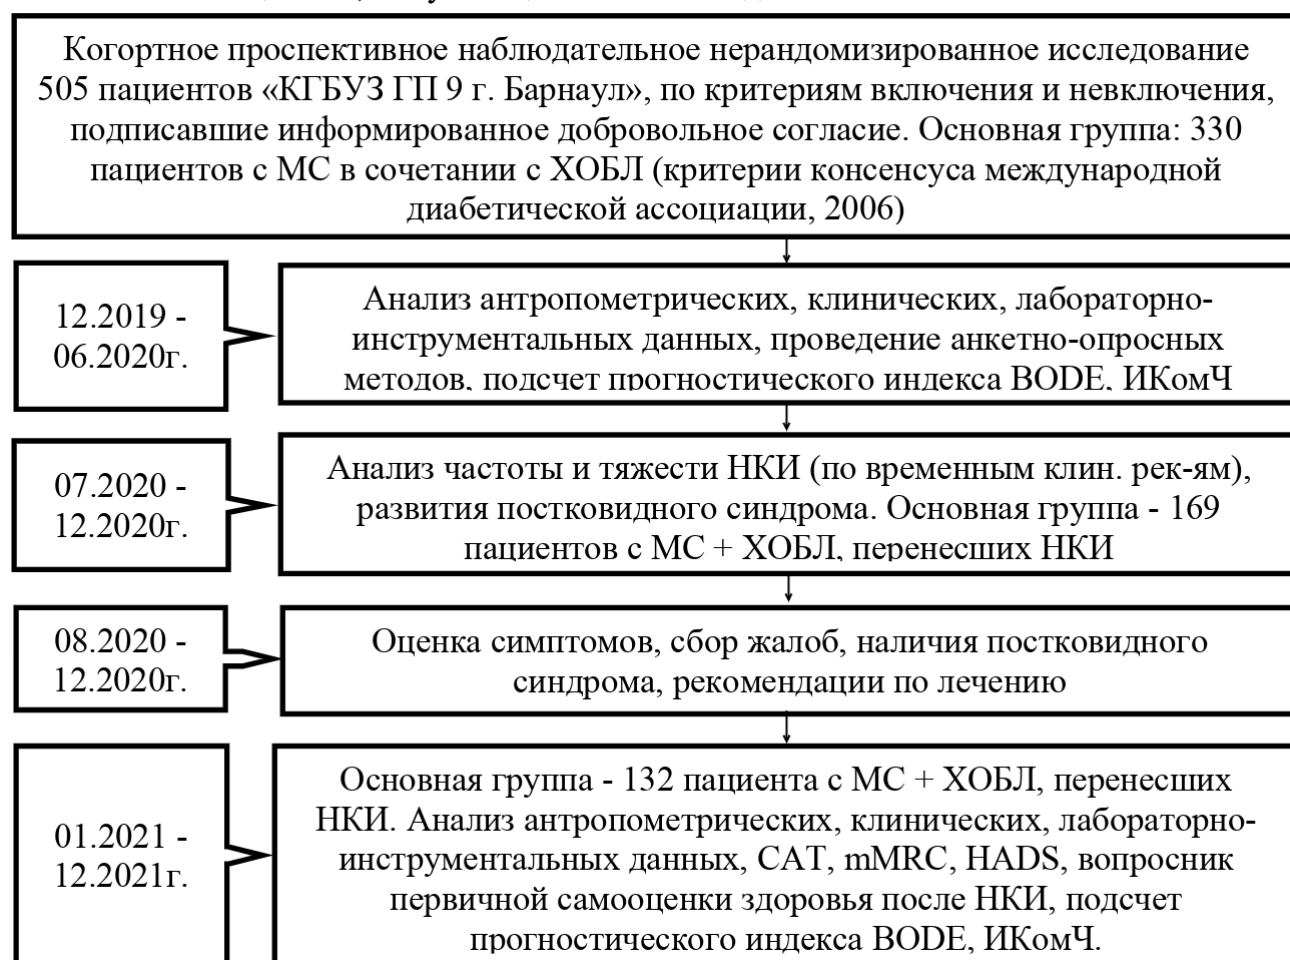 Когортное проспективное наблюдательное нерандомизированное исследование
505 пациентов «КГБУЗ ГП 9 г. Барнаул», по критериям включения и невключения,
подписавшие информированное добровольное согласие. Основная группа: 330
пациентов с МС в сочетании с ХОБЛ (критерии консенсуса международной
диабетической ассоциации, 2006)
12.2019 -
06.2020г.
Анализ антропометрических, клинических, лабораторно-
инструментальных данных, проведение анкетно-опросных
методов, подсчет прогностического индекса BODE, ИКомЧ
07.2020 -
12.2020г.
Анализ частоты и тяжести НКИ (по временным клин. рек-ям),
развития постковидного синдрома. Основная группа - 169
пациентов с МС + ХОБЛ, перенесших НКИ
08.2020 -
12.2020г.
Оценка симптомов, сбор жалоб, наличия постковидного
синдрома, рекомендации по лечению
01.2021 -
12.2021г.
Основная группа - 132 пациента с МС + ХОБЛ, перенесших
НКИ. Анализ антропометрических, клинических, лабораторно-
инструментальных данных, CAT, mMRC, HADS, вопросник
первичной самооценки здоровья после НКИ, подсчет
прогностического индекса BODE, ИКомЧ.